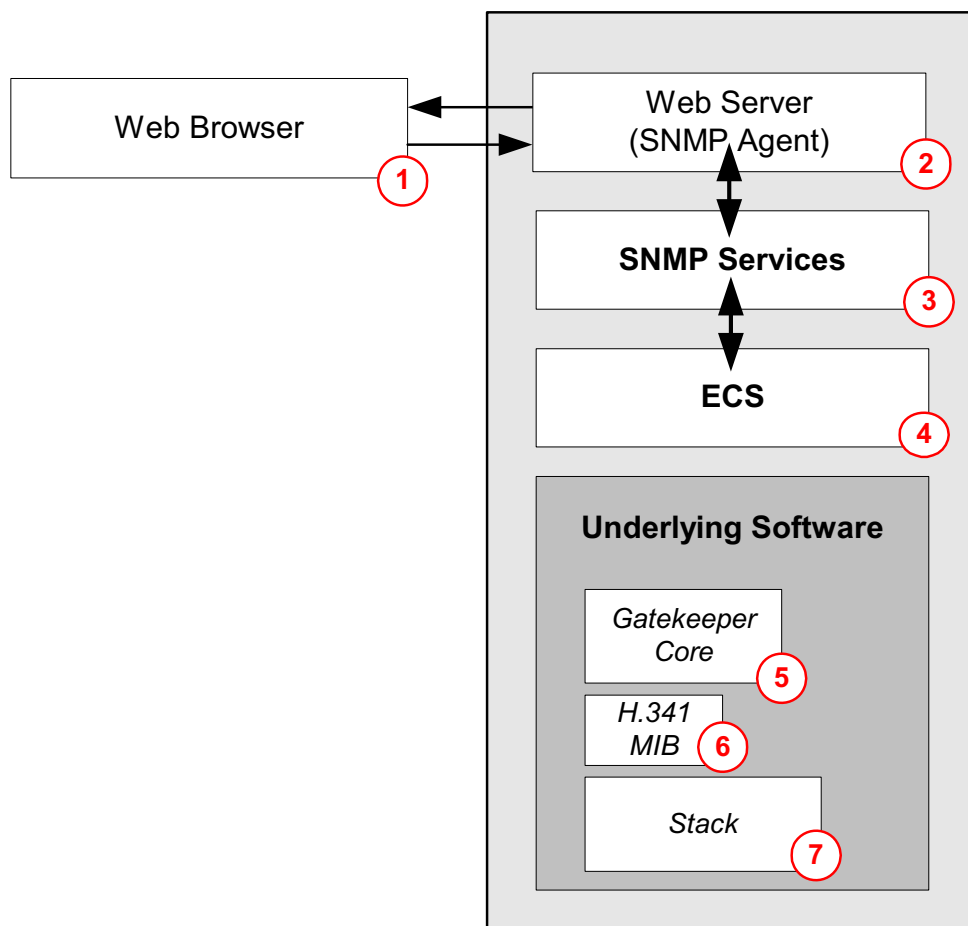 Web Browser
1
Web Server
(SNMP Agent)
2
SNMP Services
3
ECS
4
Underlying Software
Gatekeeper
Core
5
H.341
MIB
6
Stack
7